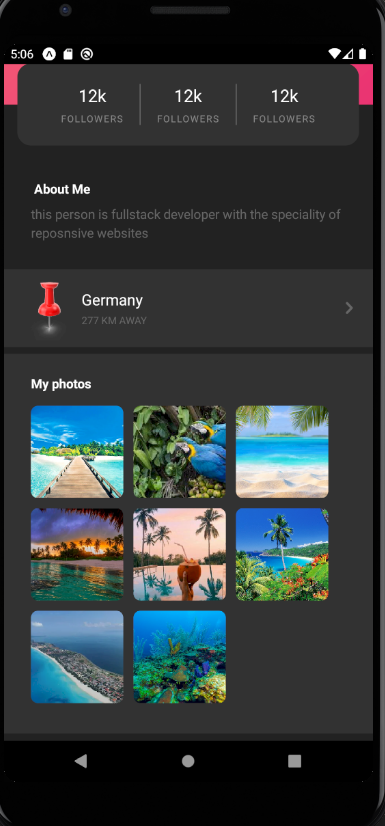 5:06
12k 12k 12k
FOLLOWERS FOLLOWERS FOLLOWERS
About Me
this person is fullstack developer with the speciality of
reposnsive websites
Germany
277 KM AWAY
My photos